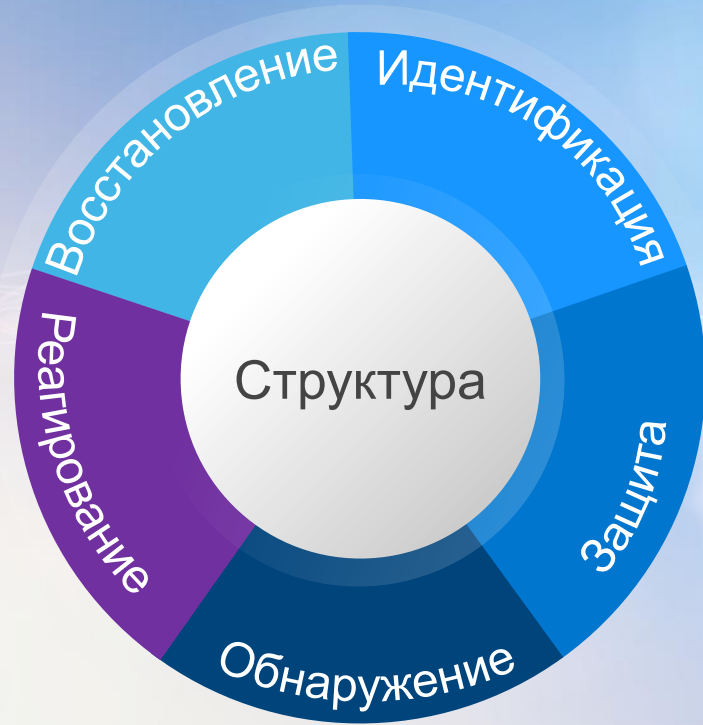 Идентификация
Защита
Обнаружение
Реагирование
Восстановление
Структура